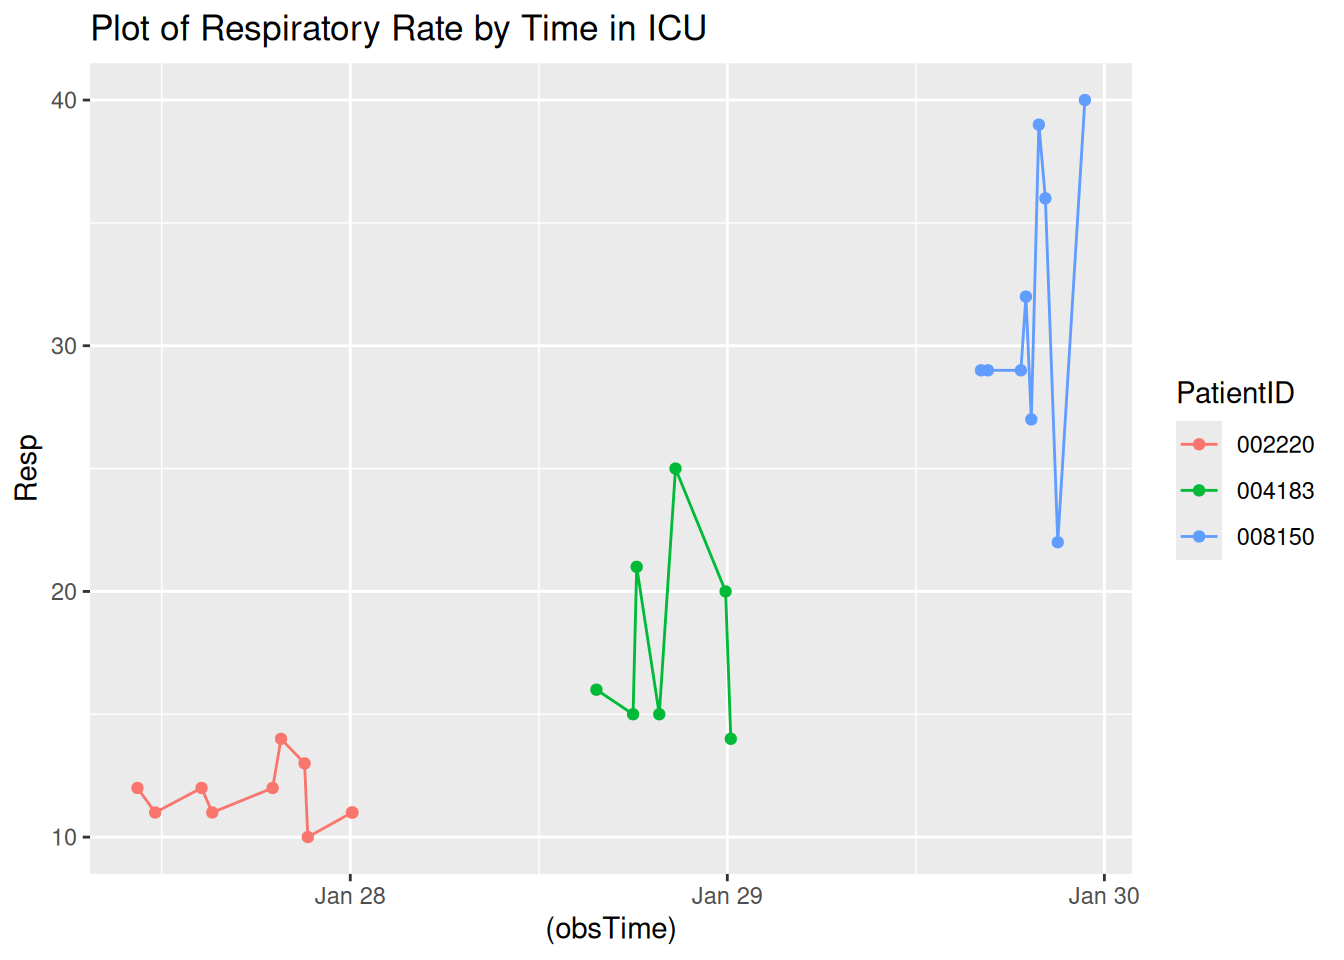 Plot of Respiratory Rate by Time in ICU
40
30
20
10
Resp
Jan 28
Jan 29
Jan 30
(obsTime)
PatientID
002220
004183
008150